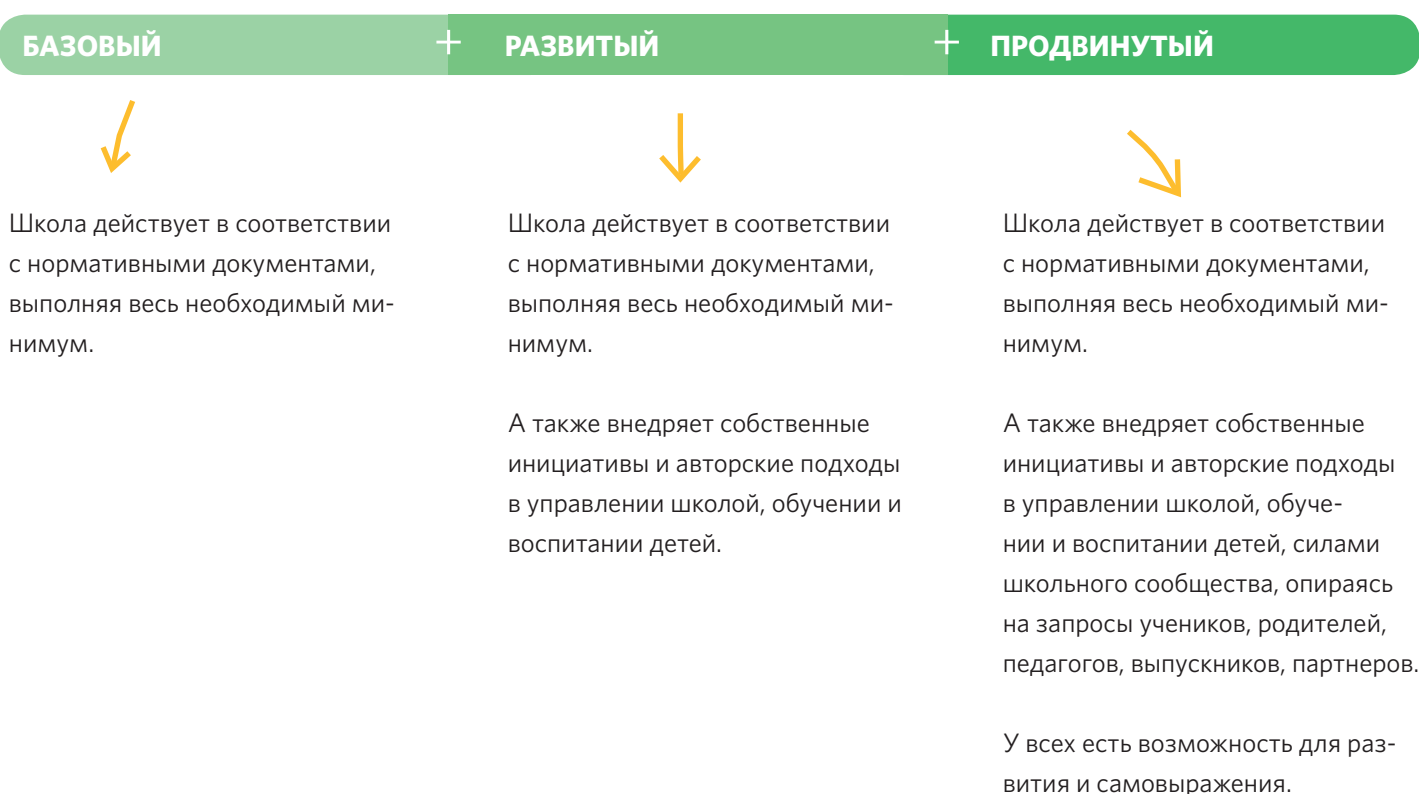 БАЗОВЫЙ + РАЗВИТЫЙ + ПРОДВИНУТЫЙ
Школа действует в соответствии
с нормативными документами,
выполняя весь необходимый ми-
нимум.
Школа действует в соответствии
с нормативными документами,
выполняя весь необходимый ми-
нимум.
А также внедряет собственные
инициативы и авторские подходы
в управлении школой, обучении и
воспитании детей.
Школа действует в соответствии
с нормативными документами,
выполняя весь необходимый ми-
нимум.
А также внедряет собственные
инициативы и авторские подходы
в управлении школой, обуче-
нии и воспитании детей, силами
школьного сообщества, опираясь
на запросы учеников, родителей,
педагогов, выпускников, партнеров.
У всех есть возможность для раз-
вития и самовыражения.